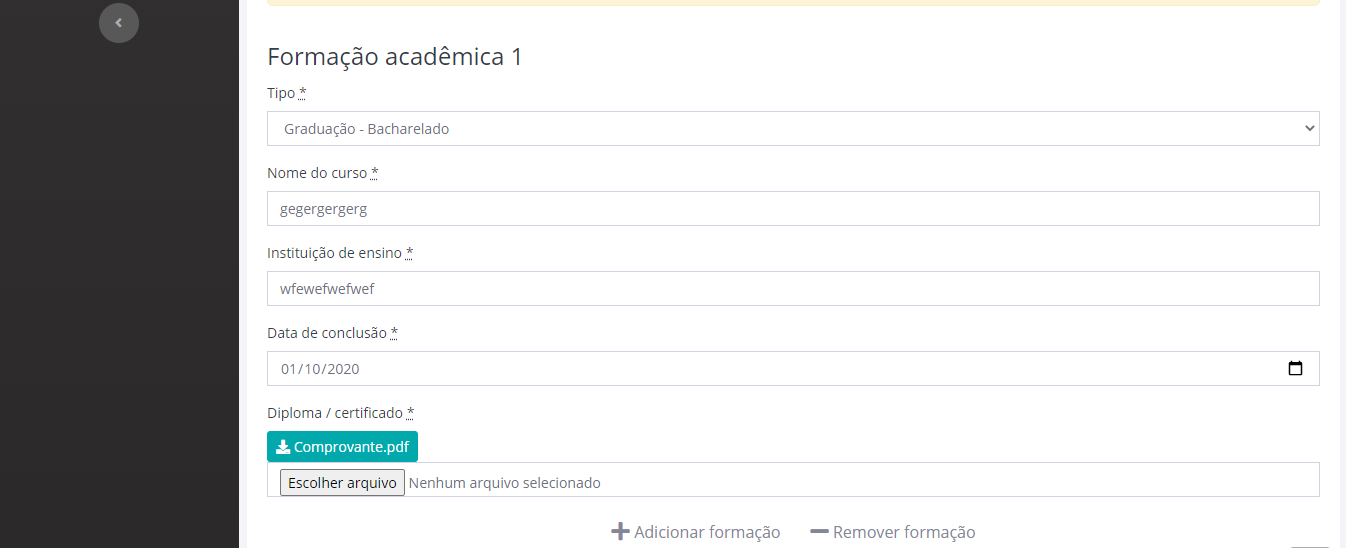 Formação acadêmica 1
Tipo *
Graduação - Bacharelado
Nome do curso *
gegergergerg
Instituição de ensino *
wfewefwefwef
Data de conclusão *
01/10/2020
Diploma / certificado *
Comprovante.pdf
Escolher arquivo Nenhum arquivo selecionado
Adicionar formação Remover formação